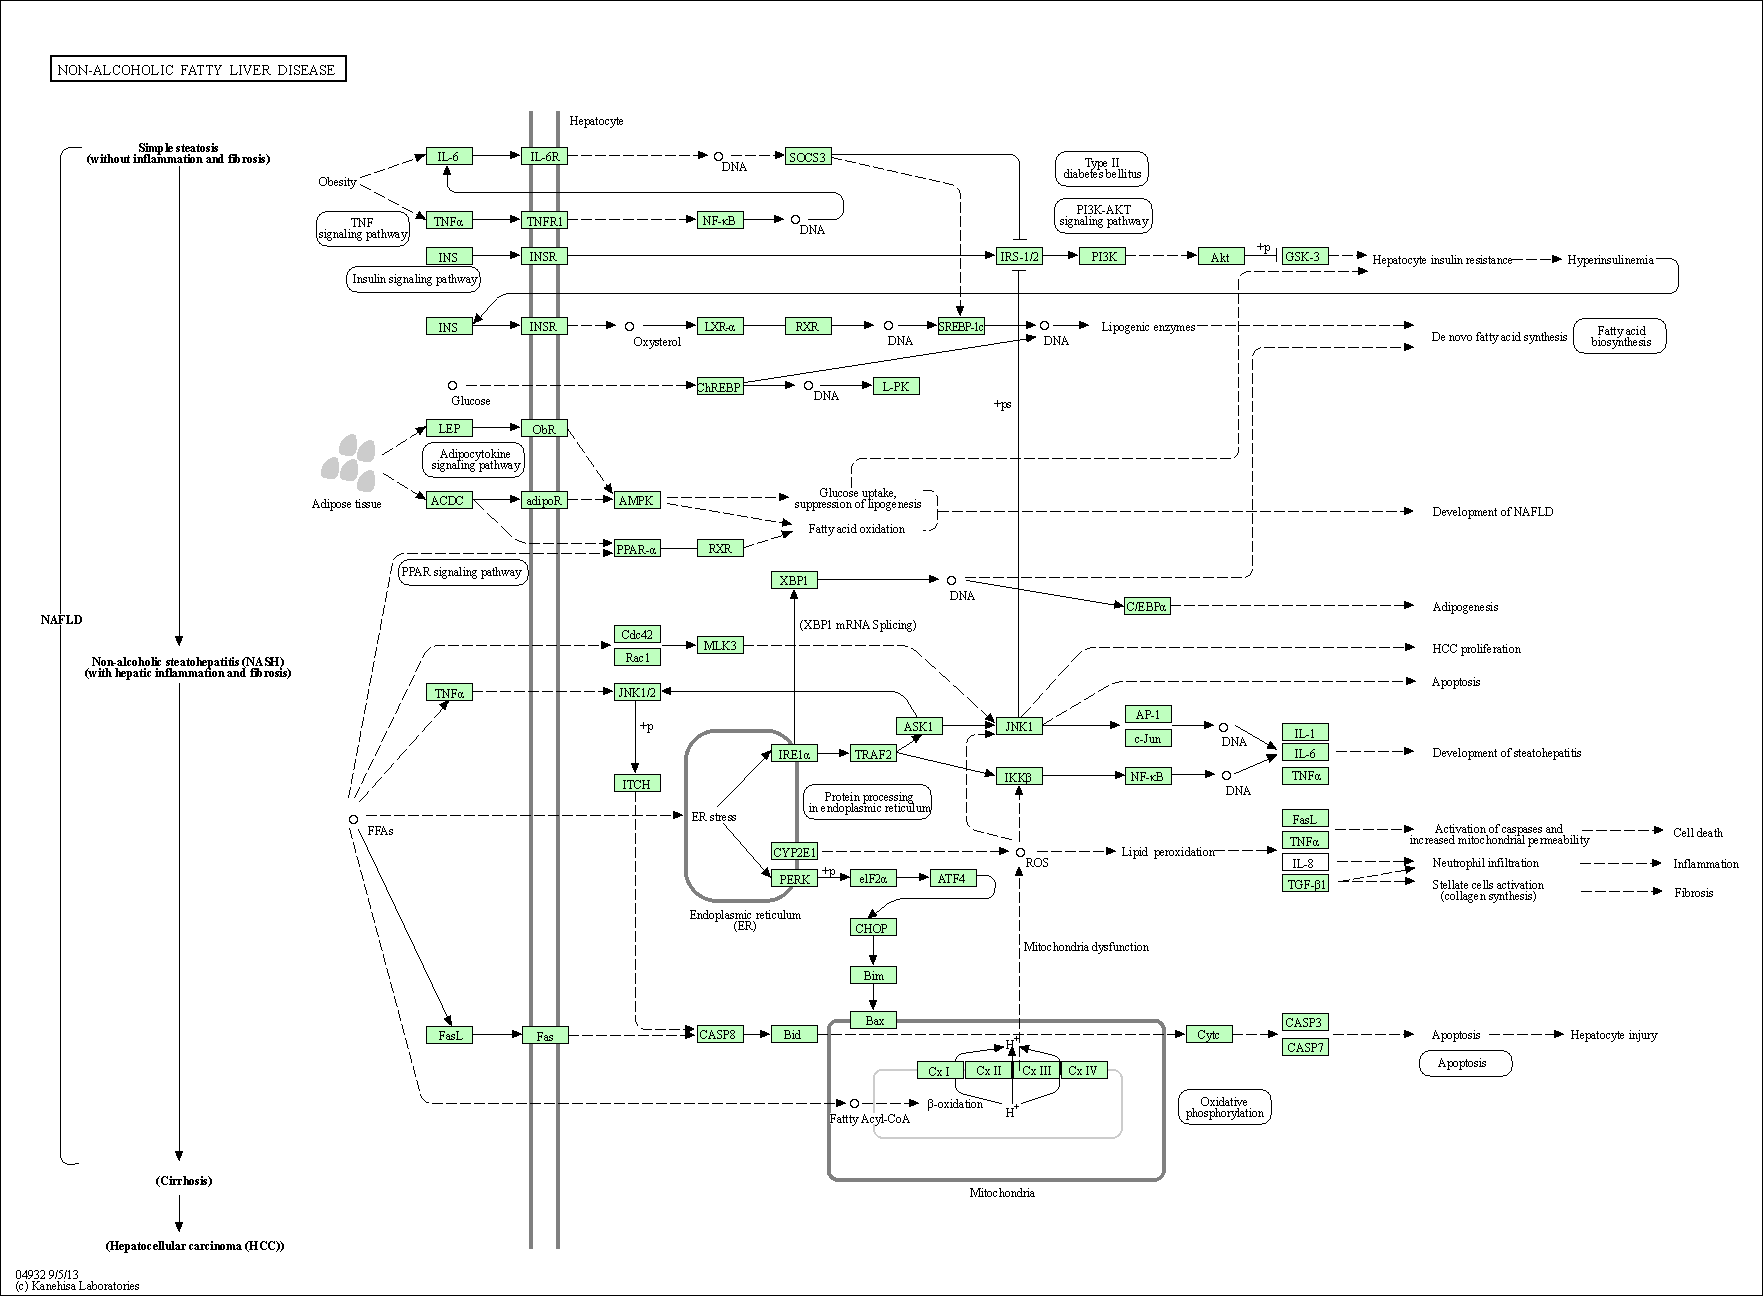 NON-ALCOHOLIC FATTY LIVER DISEASE
Hepatocyte
Simple steatosis
(without inflammation and fibrosis)
IL-6
IL-6R
DNA
SOCS3
Type II
diabetes bellitus
Obesity
TNF
signaling pathway
TNFα
TNFR1
NF-κB
DNA
PI3K-AKT
signaling pathway
INS
INSR
IRS-1/2
PI3K
Akt
+p
GSK-3
Hepatocyte insulin resistance
Hyperinsulinemia
Insulin signaling pathway
INS
INSR
Oxysterol
LXR-α
RXR
DNA
SREBP-1c
DNA
Lipogenic enzymes
De novo fatty acid synthesis
Fatty acid
biosynthesis
Glucose
ChREBP
DNA
L-PK
+ps
LEP
ObR
Adipocytokine
signaling pathway
Adipose tissue
ACDC
adipoR
AMPK
Glucose uptake,
suppression of lipogenesis
Fatty acid oxidation
Development of NAFLD
PPAR-α
RXR
PPAR signaling pathway
XBP1
DNA
C/EBPα
Adipogenesis
NAFLD
(XBP1 mRNA Splicing)
Cdc42
Rac1
MLK3
HCC proliferation
Non-alcoholic steatohepatitis (NASH)
(with hepatic inflammation and fibrosis)
Apoptosis
TNFα
JNK1/2
+p
ASK1
JNK1
AP-1
c-Jun
DNA
IL-1
IL-6
TNFα
Development of steatohepatitis
IRE1α
TRAF2
IKKβ
NF-κB
DNA
ITCH
Protein processing
in endoplasmic reticulum
ER stress
FFAs
CYP2E1
ROS
Lipid peroxidation
FasL
TNFα
IL-8
TGF-β1
Activation of caspases and
increased mitochondrial permeability
Cell death
Neutrophil infiltration
Inflammation
Stellate cells activation
(collagen synthesis)
Fibrosis
PERK
+p
elF2α
ATF4
Endoplasmic reticulum
(ER)
CHOP
Mitochondria dysfunction
Bim
Bax
FasL
Fas
CASP8
Bid
Cytc
CASP3
CASP7
Apoptosis
Hepatocyte injury
Apoptosis
H+
Cx I
Cx II
Cx III
Cx IV
β-oxidation
H+
Fattty Acyl-CoA
Oxidative
phosphorylation
Mitochondria
(Cirrhosis)
(Hepatocellular carcinoma (HCC))
04932 9/5/13
(c) Kanehisa Laboratories